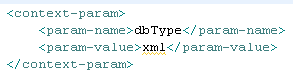 <context-param>
<param-name>dbType</param-name>
<param-value>xml</param-value>
</context-param>